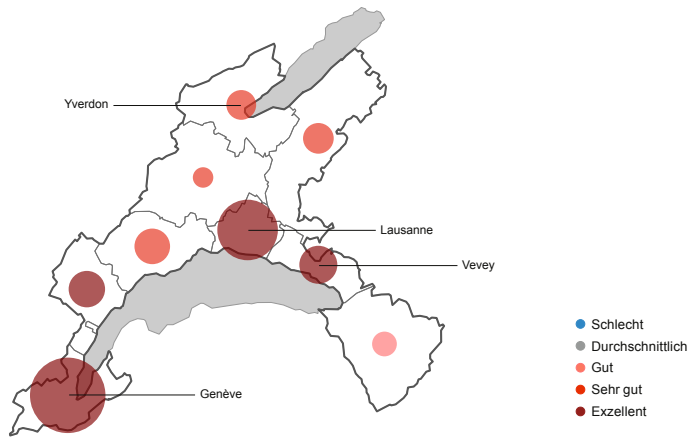 Yverdon
Lausanne
Vevey
Genève
Schlecht
Durchschnittlich
Gut
Sehr gut
Exzellent